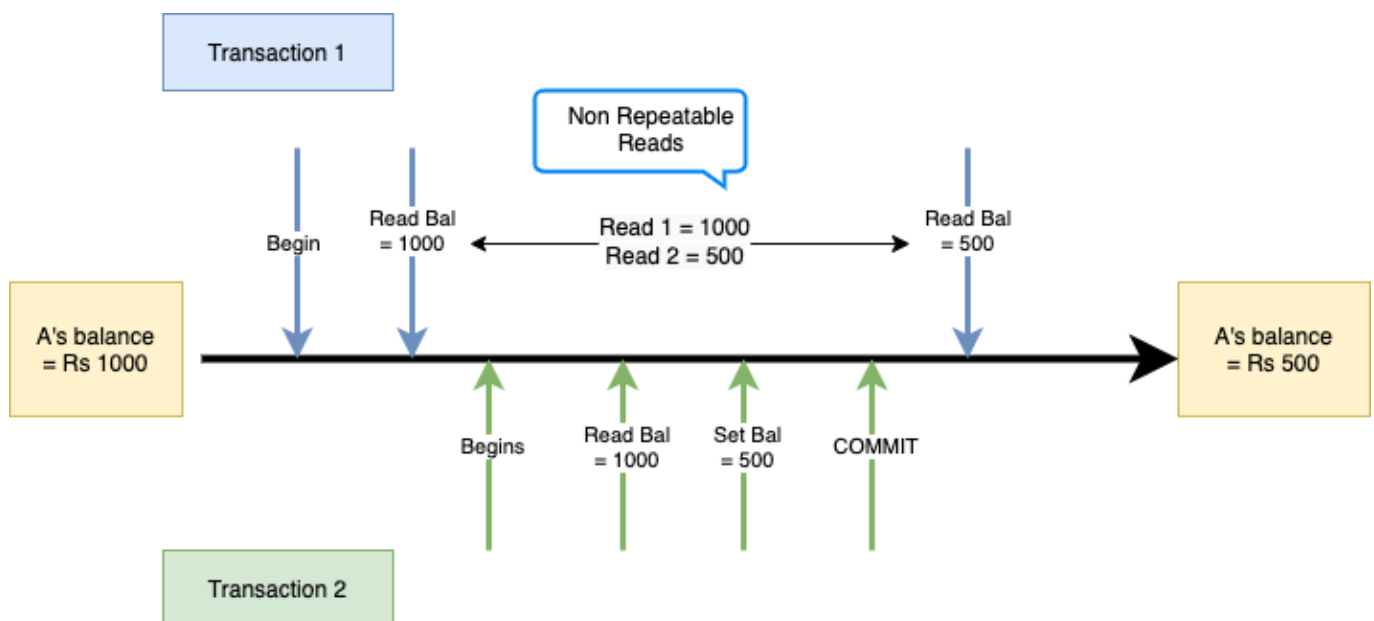 Transaction 1
Non Repeatable
Reads
Begin
Read Bal
= 1000
Read 1 = 1000
Read 2 = 500
Read Bal
= 500
A's balance
= Rs 1000
A's balance
= Rs 500
Begins
Read Bal
= 1000
Set Bal
= 500
COMMIT
Transaction 2